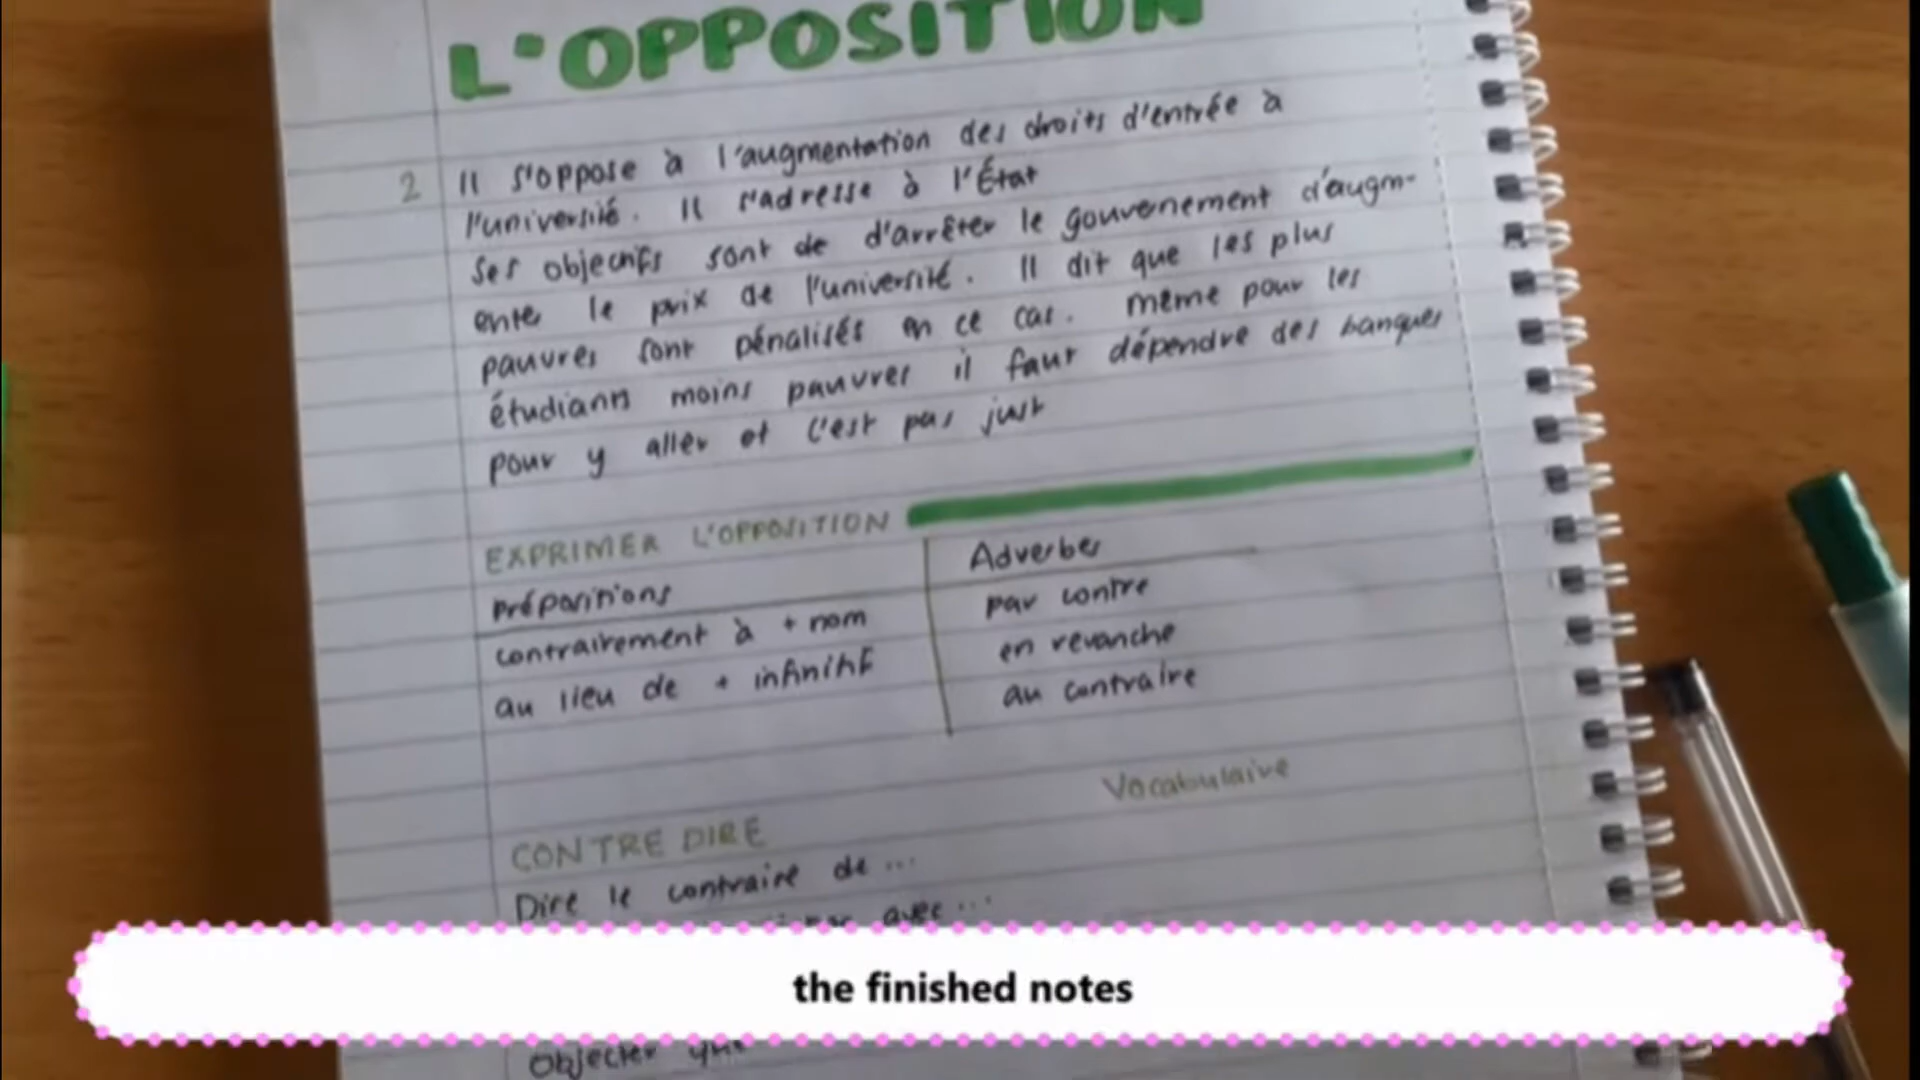 L'OPPOSITION
2 Il s'oppose à l'augmentation des droits d'entrée à
l'université. Il s'adresse à l'État
Ses objectifs sont de d'arrêter le gouvernement d'augm-
enter le prix de l'université. Il dit que les plus
pauvres sont pénalisés en ce cas. même pour les
étudiants moins pauvres il faut dépendre des banques
pour y aller et c'est pas just
EXPRIMER L'OPPOSITION
prépositions
Adverbes
contrairement à + nom
par contre
au lieu de + infinitif
en revanche
au contraire
Vocabulaire
CONTRE DIRE
Dire le contraire de ...
avec ...
the finished notes
Objecter